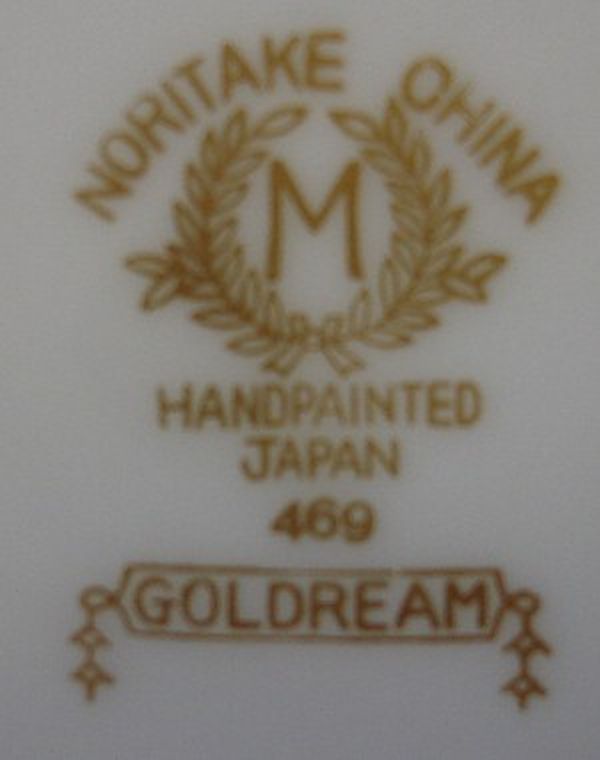 NORITAKE CHINA
M
HANDPAINTED
JAPAN
469
GOLDREAM